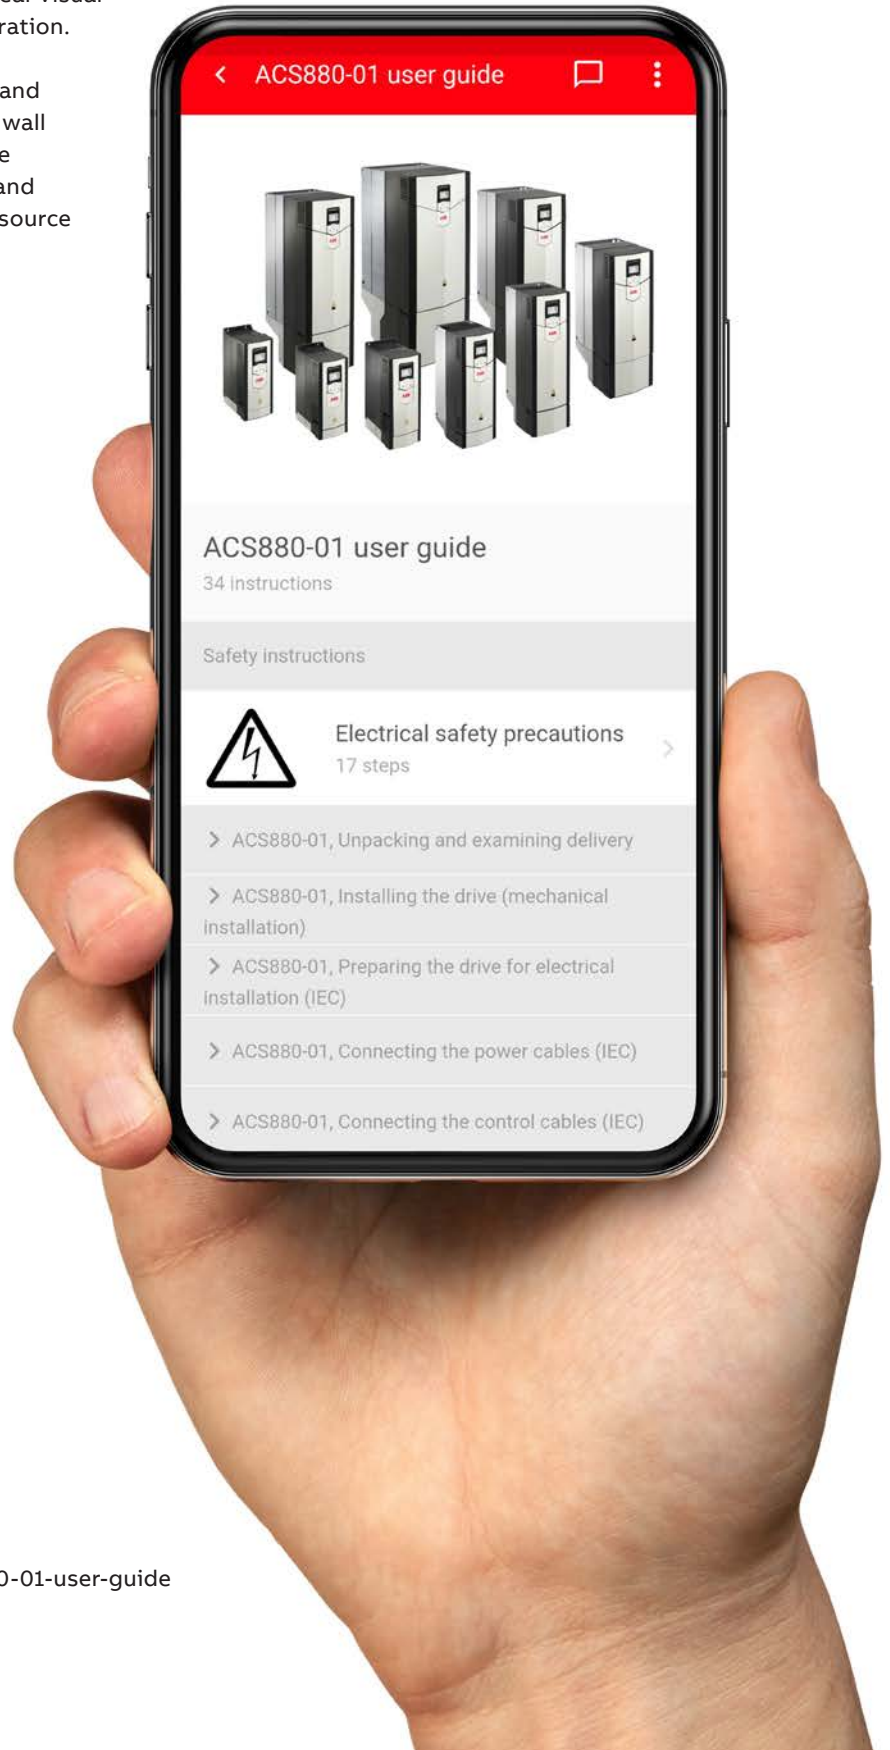 ration.
and
wall
e
and
source
ACS880-01 user guide
ACS880-01 user guide
34 instructions
Safety instructions
Electrical safety precautions
17 steps
ACS880-01, Unpacking and examining delivery
ACS880-01, Installing the drive (mechanical
installation)
ACS880-01, Preparing the drive for electrical
installation (IEC)
ACS880-01, Connecting the power cables (IEC)
ACS880-01, Connecting the control cables (IEC)
0-01-user-guide